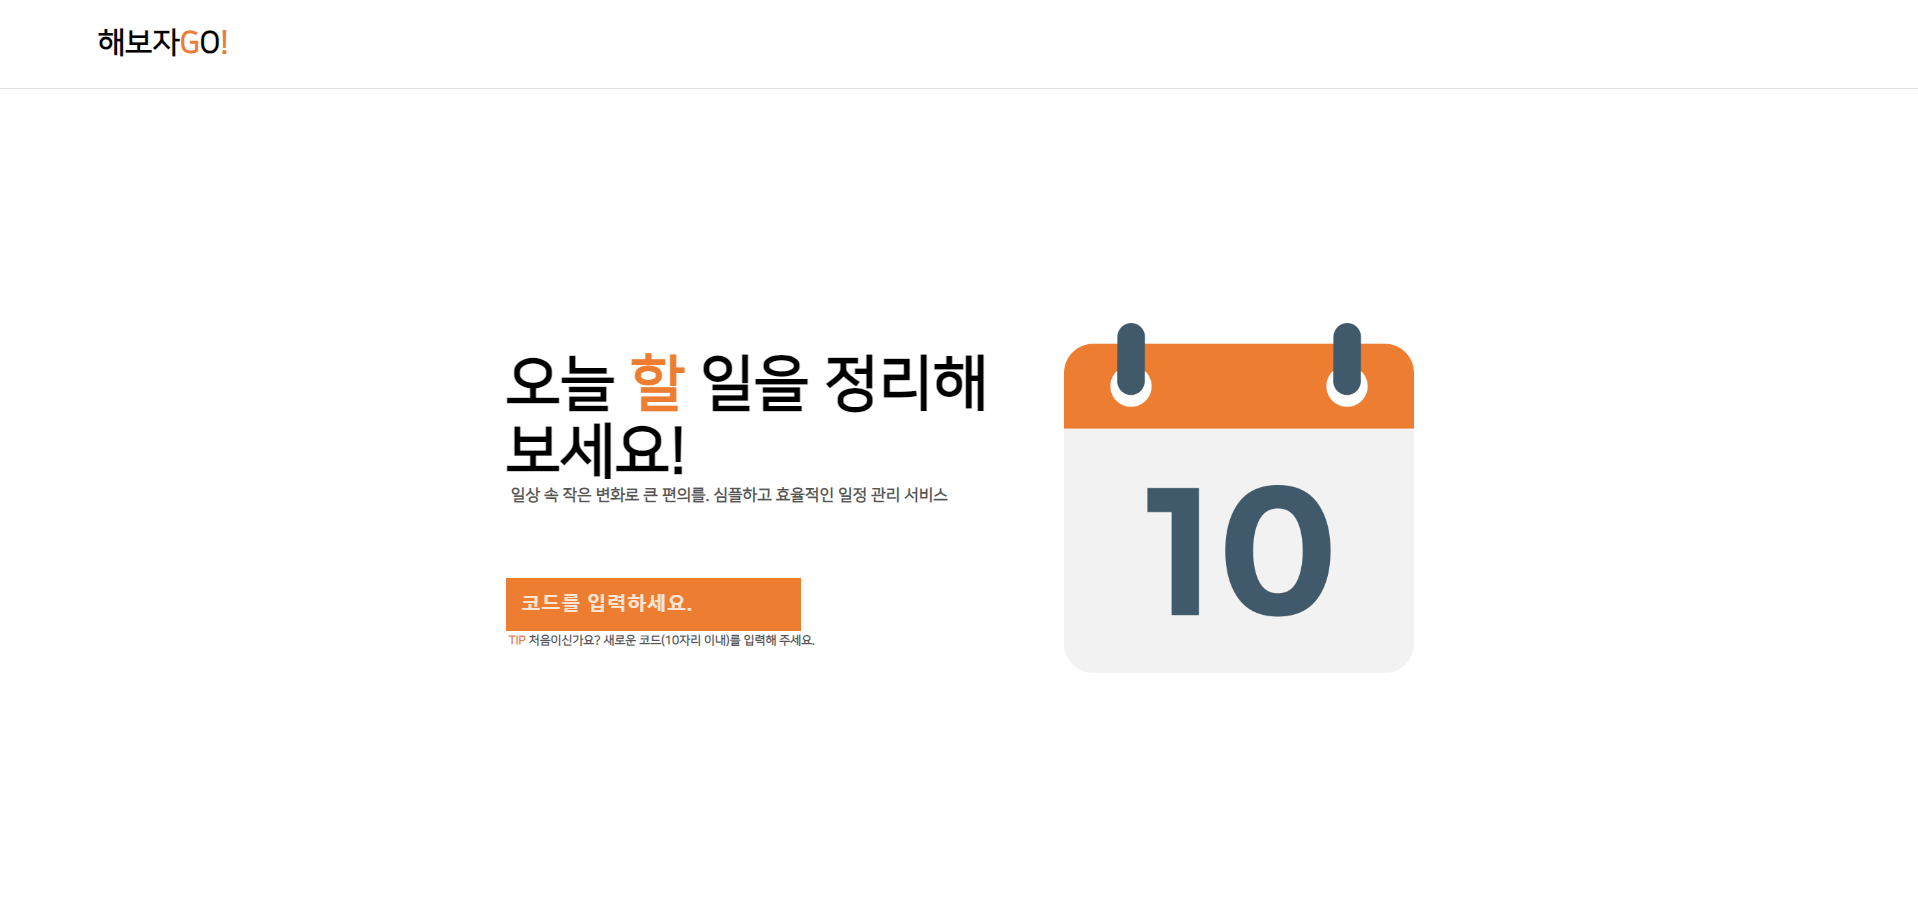 해보자GO!
오늘 할 일을 정리해
보세요!
일상 속 작은 변화로 큰 편의를. 심플하고 효율적인 일정 관리 서비스
코드를 입력하세요.
TIP 처음이신가요? 새로운 코드(10자리 이내)를 입력해 주세요.
10